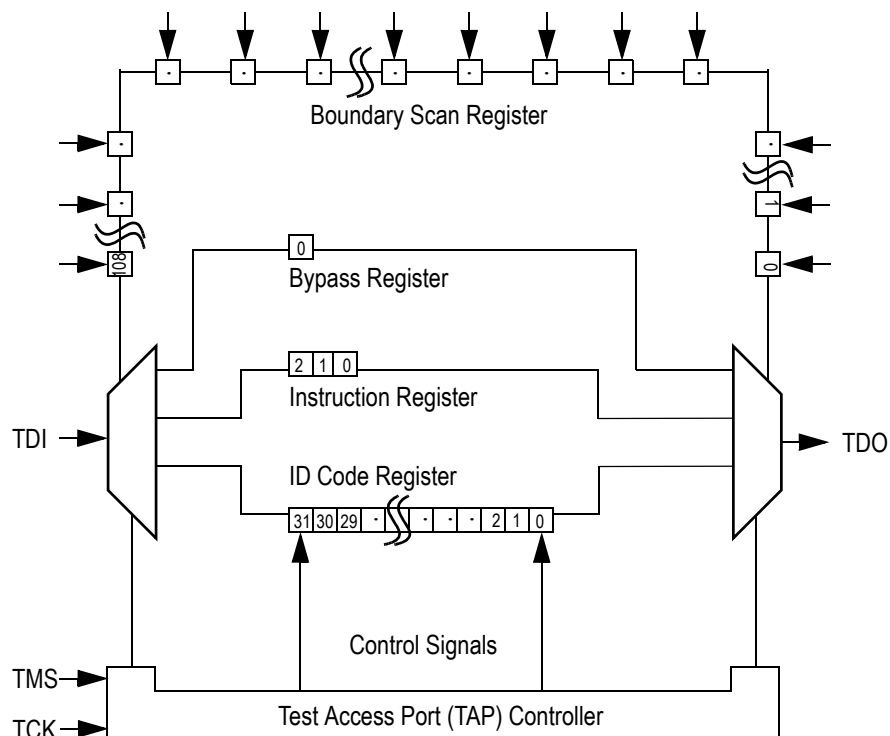 · · · · · · · ·
Boundary Scan Register
· ·
· 1
108 0
0
Bypass Register
2 1 0
Instruction Register
TDI TDO
ID Code Register
31 30 29 · · · · · 2 1 0
Control Signals
TMS
Test Access Port (TAP) Controller
TCK